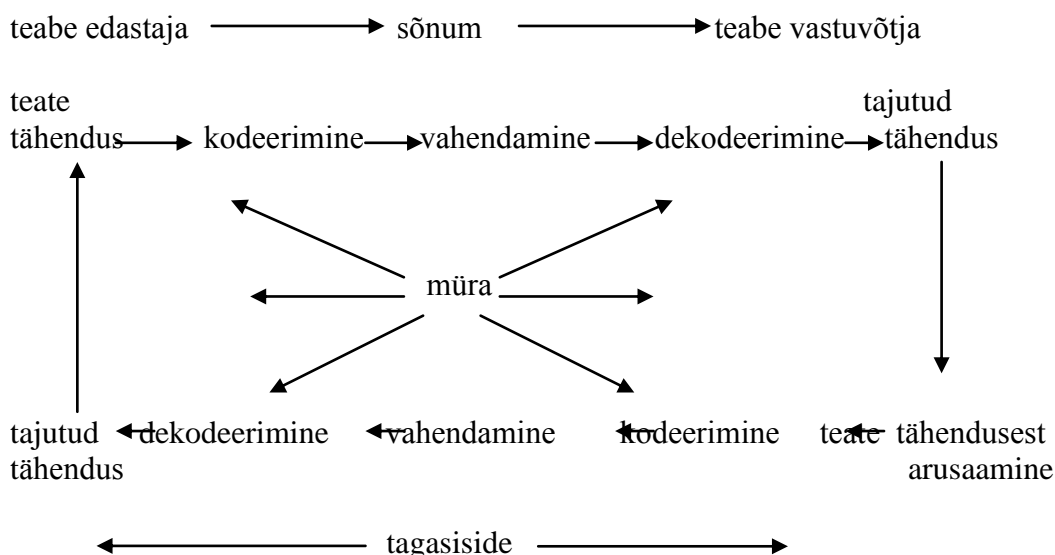 teabe edastaja sõnum teabe vastuvõtja
teate tajutud
tähendus kodeerimine vahendamine dekodeerimine tähendus
müra
tajutud dekodeerimine vahendamine kodeerimine teate tähendusest
tähendus arusaamine
tagasiside